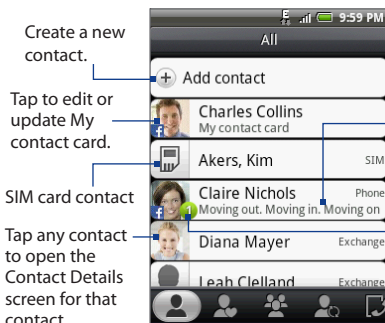 9:59 PM
All
Create a new
contact.
Add contact
Tap to edit or
update My
contact card.
Charles Collins
My contact card
Akers, Kim
SIM
SIM card contact
Claire Nichols
Phone
Moving out. Moving in. Moving on
1
Tap any contact
to open the
Contact Details
screen for that
contact.
Diana Mayer
Exchange
Leah Clelland
Exchange